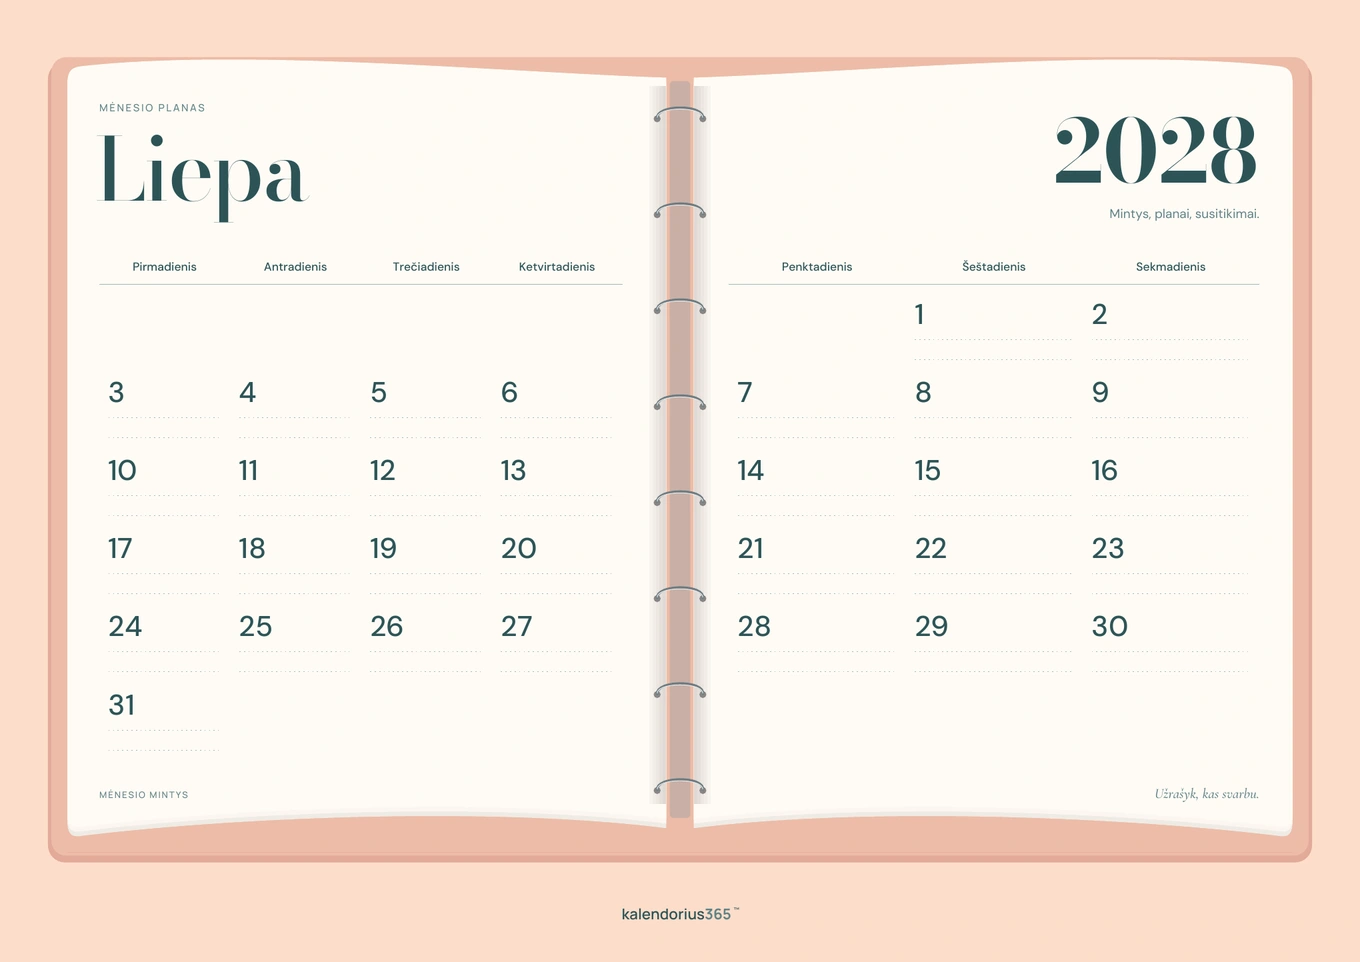 MĖNESIO PLANAS
Liepa
2028
Mintys, planai, susitikimai.
Pirmadienis Antradienis Trečiadienis Ketvirtadienis Penktadienis Šeštadienis Sekmadienis
1 2
3 4 5 6 7 8 9
10 11 12 13 14 15 16
17 18 19 20 21 22 23
24 25 26 27 28 29 30
31
MĖNESIO MINTYS
Užrašyk, kas svarbu.
kalendorius365™